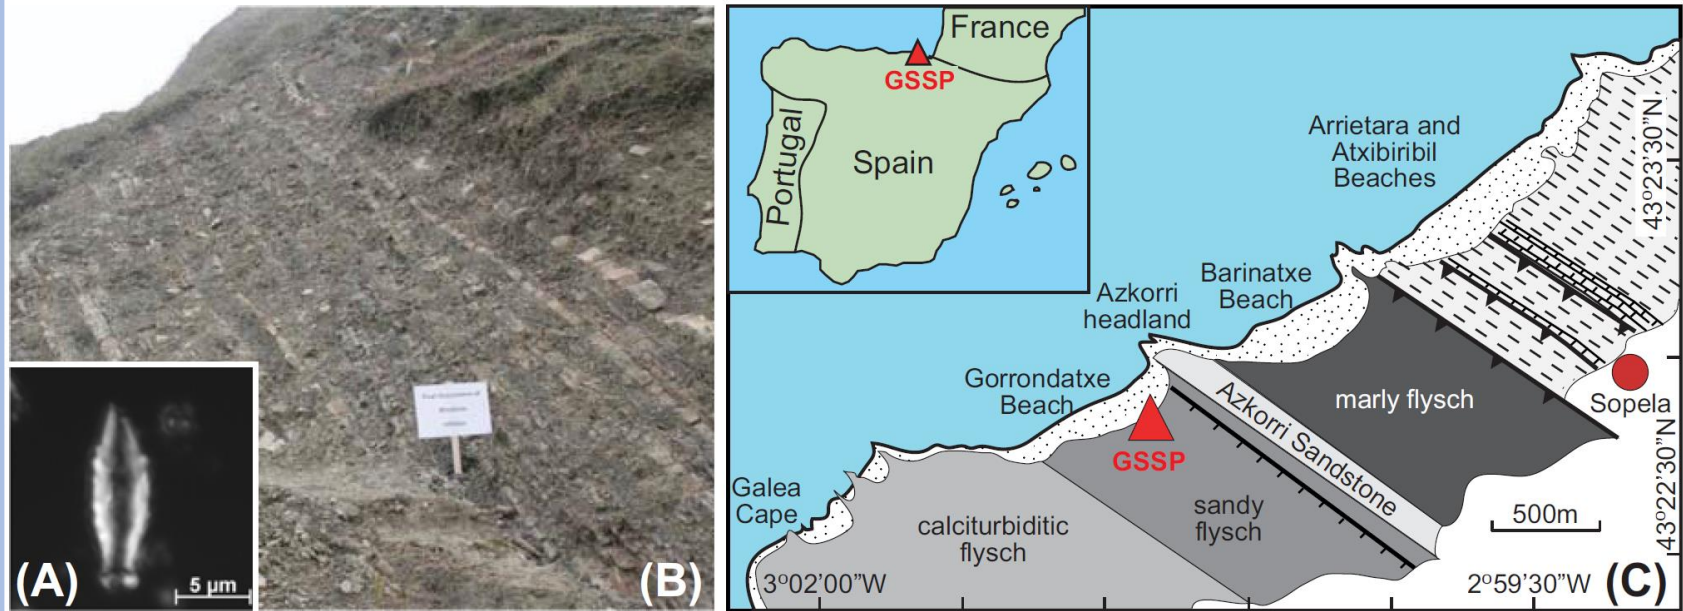 (A)
5 µm
(B)
France
GSSP
Portugal
Spain
Arrietara and
Atxibiribil
Beaches
43°23'30"N
Barinatxe
Beach
Azkorri
headland
Gorrondatxe
Beach
marly flysch
Sopela
Azkorri Sandstone
GSSP
Galea
Cape
sandy
flysch
calciturbiditic
flysch
500m
43°22'30"N
3°02'00"W
2°59'30"W
(C)